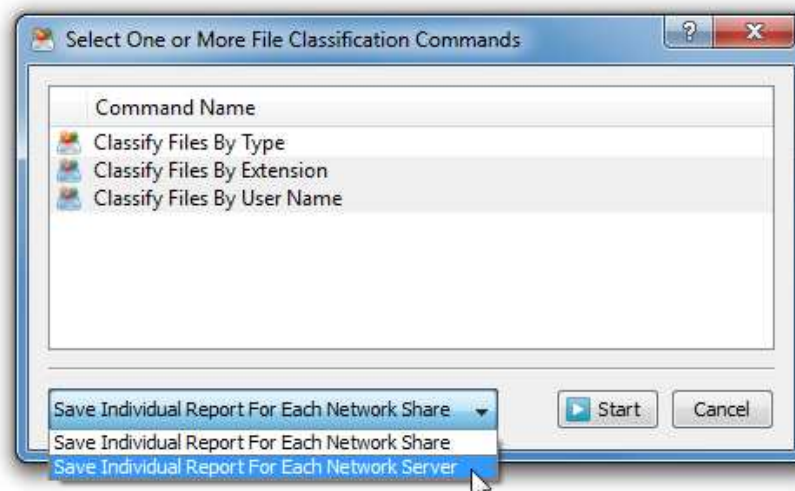 Select One or More File Classification Commands
?
Command Name
Classify Files By Type
Classify Files By Extension
Classify Files By User Name
Save Individual Report For Each Network Share
Start
Cancel
Save Individual Report For Each Network Share
Save Individual Report For Each Network Server